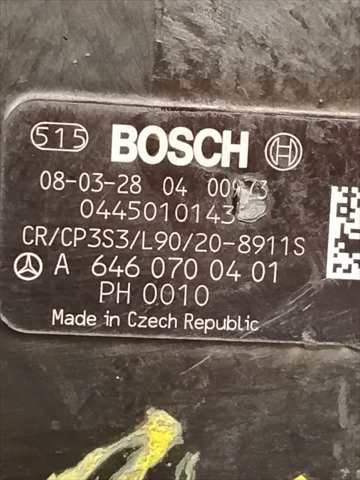 515 BOSCH
08-03-28 04
0445010143
CR/CP3S3/L90/20-8911S
A 646 070 04 01
PH 0010
Made in Czech Republic